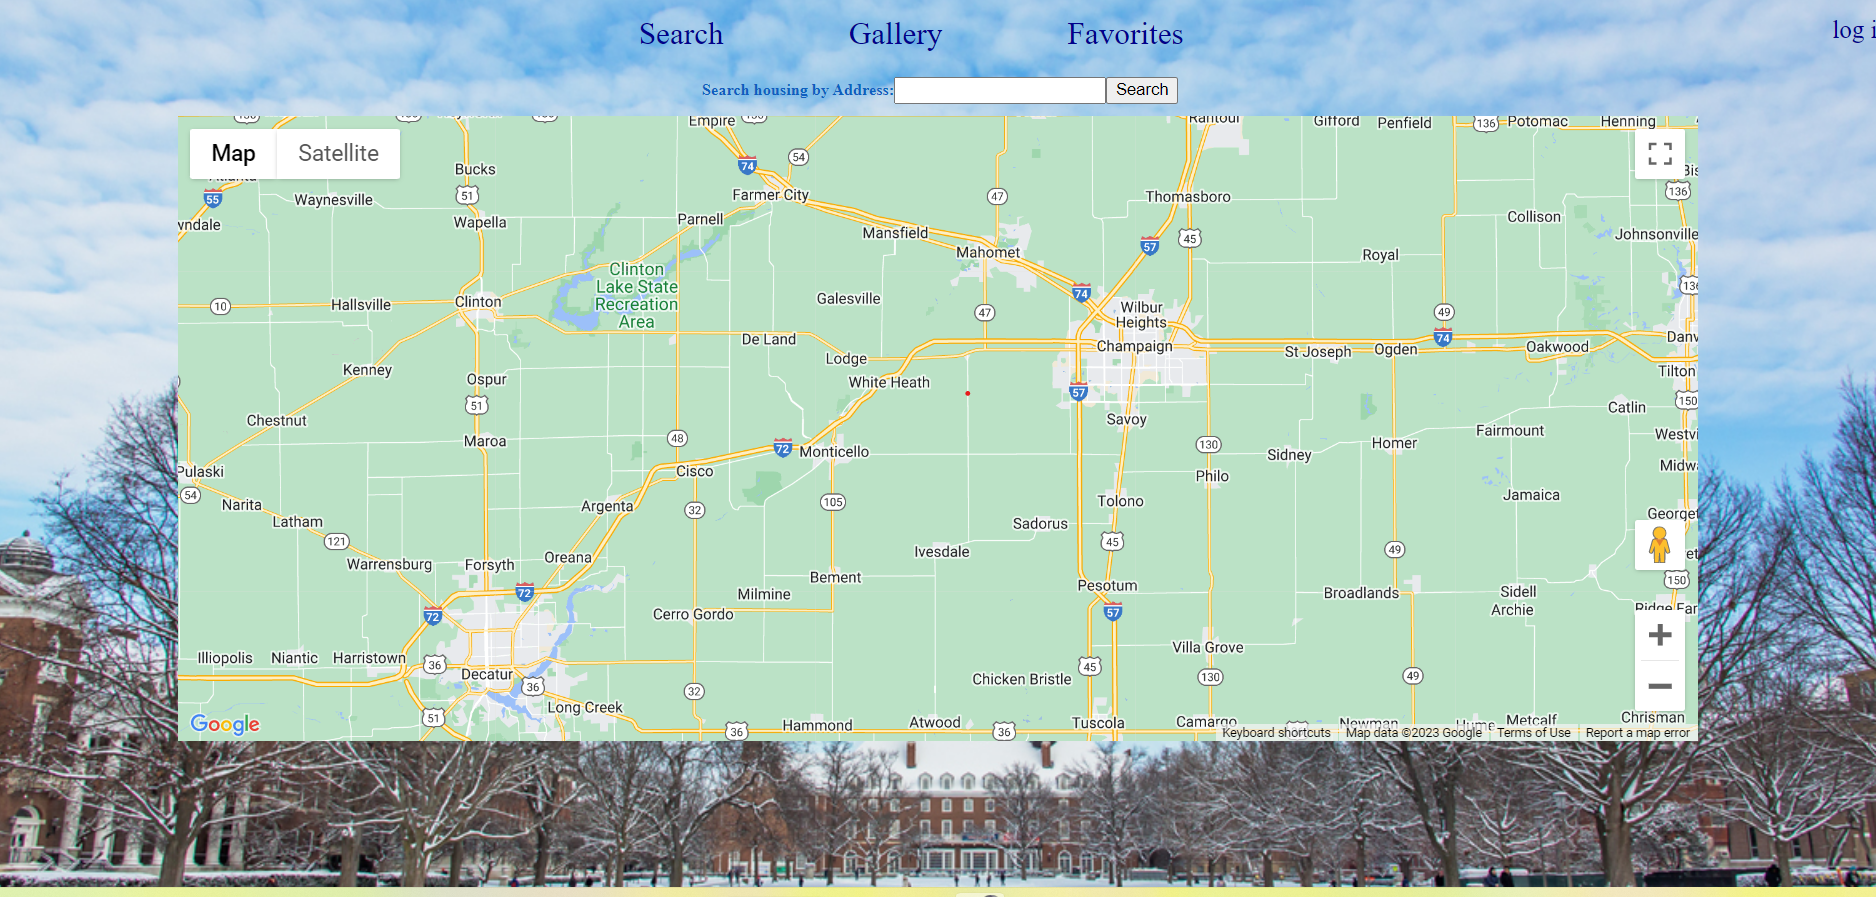 Search Gallery Favorites log i
Search housing by Address: Search
Map Satellite
Empire
Rantoul
Gifford
Penfield
136
Potomac
Henning
54
74
Bucks
55
Waynesville
51
Farmer City
47
Thomasboro
136
wndale
Wapella
Parnell
Mansfield
57
45
Collison
Johnsonville
Mahomet
Royal
Clinton
Lake State
Recreation
Area
10
Hallsville
Clinton
Galesville
74
Wilbur
Heights
49
47
De Land
Champaign
St Joseph
Ogden
74
Oakwood
Danv
Lodge
Kenney
Ospur
White Heath
Tilton
51
57
150
Chestnut
Savoy
Catlin
Maroa
48
72
Monticello
130
Homer
Fairmount
Westvi
Pulaski
Cisco
Sidney
Midwa
54
Narita
Argenta
32
105
Philo
Tolono
Jamaica
Latham
Sadorus
Georget
121
45
49
Warrensburg
Forsyth
Oreana
Ivesdale
Bement
Pesotum
150
72
72
Milmine
Broadlands
Sidell
Archie
Cerro Gordo
57
Ridge Far
Illiopolis
Niantic
Harristown
36
Villa Grove
45
Decatur
36
32
Chicken Bristle
130
49
Long Creek
51
Google
36
Hammond
Atwood
36
Tuscola
Camargo
Newman
Hume
Metcalf
Chrisman
Keyboard shortcuts Map data ©2023 Google Terms of Use Report a map error